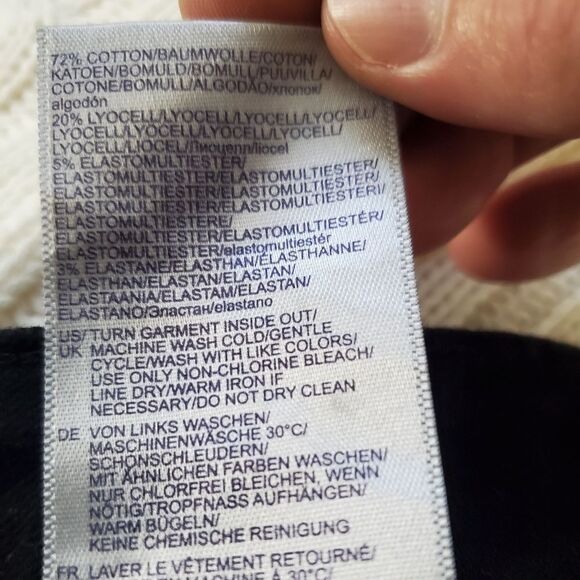 72% COTTON/BAUMWOLLE/COTON/
KATOEN/BOMULD/BOMULL/PUUVILLA/
COTONE/BOMULL/ALGODÃO/хлопок/
algodón
20% LYOCELL/LYOCELL/LYOCELL/LYOCELL/
LYOCELL/LYOCELL/LYOCELL/LYOCELL/
LYOCELL/LIOCEL/Лиоцелл/liocel
5% ELASTOMULTIESTER/
ELASTOMULTIESTER/ELASTOMULTIESTER/
ELASTOMULTIESTER/ELASTOMULTIESTER/
ELASTOMULTIESTER/ELASTOMULTIESTERI/
ELASTOMULTIESTERE/
ELASTOMULTIESTER/ELASTOMULTIESTÉR/
ELASTOMULTIESTER/elastomultiestér
3% ELASTANE/ELASTHAN/ÉLASTHANNE/
ELASTHAN/ELASTAN/ELASTAN/
ELASTAANIA/ELASTAM/ELASTAN/
ELASTANO/Эластан/elastano
US/ TURN GARMENT INSIDE OUT/
UK MACHINE WASH COLD/GENTLE
CYCLE/WASH WITH LIKE COLORS/
USE ONLY NON-CHLORINE BLEACH/
LINE DRY/WARM IRON IF
NECESSARY/DO NOT DRY CLEAN
DE VON LINKS WASCHEN/
MASCHINENWÄSCHE 30°C/
SCHONSCHLEUDERN/
MIT ÄHNLICHEN FARBEN WASCHEN/
NUR CHLORFREI BLEICHEN, WENN
NÖTIG/TROPFNASS AUFHÄNGEN/
WARM BÜGELN/
KEINE CHEMISCHE REINIGUNG
FR LAVER LE VÊTEMENT RETOURNÉ/
À 30°C/